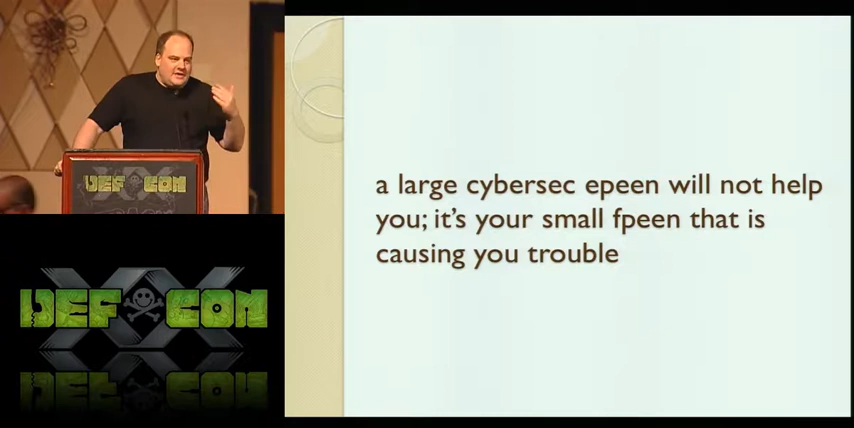 DEF CON
XX
DEF CON
a large cybersec epeen will not help
you; it's your small fpeen that is
causing you trouble